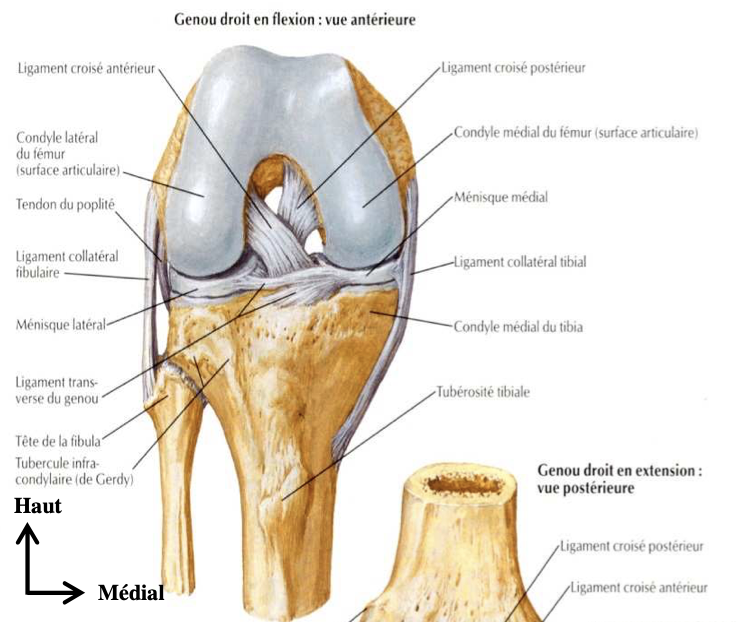 Genou droit en flexion : vue antérieure
Ligament croisé antérieur
Condyle latéral
du fémur
(surface articulaire)
Tendon du poplité
Ligament collatéral
fibulaire
Ménisque latéral
Ligament trans-
verse du genou
Tête de la fibula
Tubercule infra-
condylaire (de Gerdy)
Haut
Médial
Ligament croisé postérieur
Condyle médial du fémur (surface articulaire)
Ménisque médial
Ligament collatéral tibial
Condyle médial du tibia
Tubérosité tibiale
Genou droit en extension :
vue postérieure
Ligament croisé postérieur
Ligament croisé antérieur